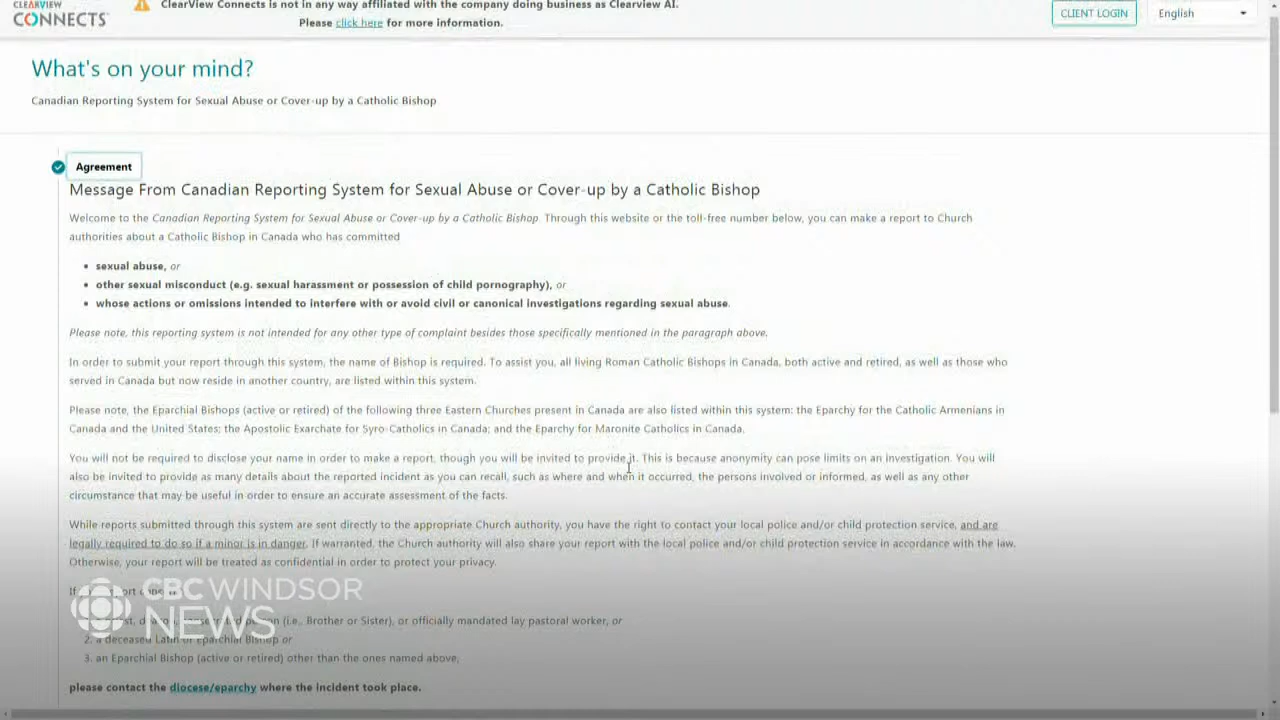 CLEARVIEW
CONNECTS
ClearView Connects is not in any way affiliated with the company doing business as Clearview AI.
Please click here for more information.
CLIENT LOGIN
English
What's on your mind?
Canadian Reporting System for Sexual Abuse or Cover-up by a Catholic Bishop
Agreement
Message From Canadian Reporting System for Sexual Abuse or Cover-up by a Catholic Bishop
Welcome to the Canadian Reporting System for Sexual Abuse or Cover-up by a Catholic Bishop. Through this website or the toll-free number below, you can make a report to Church
authorities about a Catholic Bishop in Canada who has committed
• sexual abuse, or
• other sexual misconduct (e.g. sexual harassment or possession of child pornography), or
• whose actions or omissions intended to interfere with or avoid civil or canonical investigations regarding sexual abuse.
Please note, this reporting system is not intended for any other type of complaint besides those specifically mentioned in the paragraph above.
In order to submit your report through this system, the name of Bishop is required. To assist you, all living Roman Catholic Bishops in Canada, both active and retired, as well as those who
served in Canada but now reside in another country, are listed within this system.
Please note, the Eparchial Bishops (active or retired) of the following three Eastern Churches present in Canada are also listed within this system: the Eparchy for the Catholic Armenians in
Canada and the United States; the Apostolic Exarchate for Syro-Catholics in Canada; and the Eparchy for Maronite Catholics in Canada.
You will not be required to disclose your name in order to make a report, though you will be invited to provide it. This is because anonymity can pose limits on an investigation. You will
also be invited to provide as many details about the reported incident as you can recall, such as where and when it occurred, the persons involved or informed, as well as any other
circumstance that may be useful in order to ensure an accurate assessment of the facts.
While reports submitted through this system are sent directly to the appropriate Church authority, you have the right to contact your local police and/or child protection service, and are
legally required to do so if a minor is in danger. If warranted, the Church authority will also share your report with the local police and/or child protection service in accordance with the law.
Otherwise, your report will be treated as confidential in order to protect your privacy.
If
CBC WINDSOR
NEWS
(i.e., Brother or Sister), or officially mandated lay pastoral worker, or
2. a deceased Latin or Eparchial Bishop or
3. an Eparchial Bishop (active or retired) other than the ones named above,
please contact the diocese/eparchy where the incident took place.